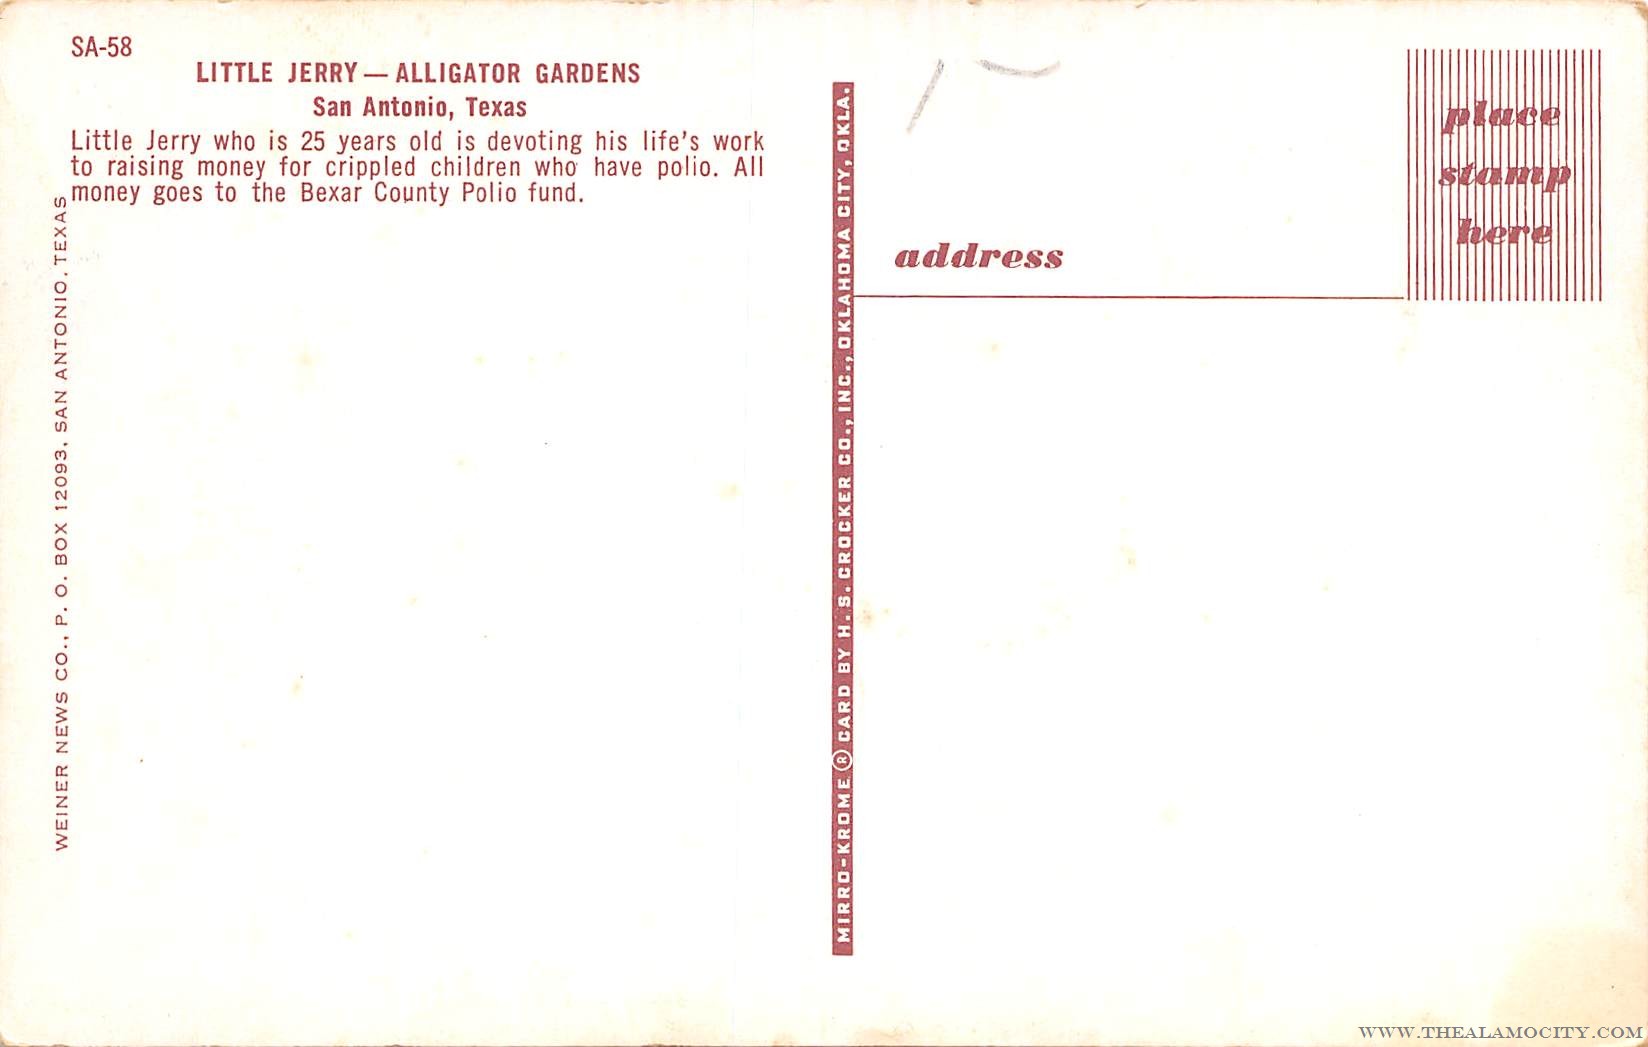 SA-58
LITTLE JERRY — ALLIGATOR GARDENS
San Antonio, Texas
Little Jerry who is 25 years old is devoting his life's work
to raising money for crippled children who have polio. All
money goes to the Bexar County Polio fund.
WEINER NEWS CO., P. O. BOX 12093, SAN ANTONIO, TEXAS
MIRRO-KROME ® CARD BY H. S. CROCKER CO., INC., OKLAHOMA CITY, OKLA.
address
place
stamp
here
WWW.THEALAMOCITY.COM